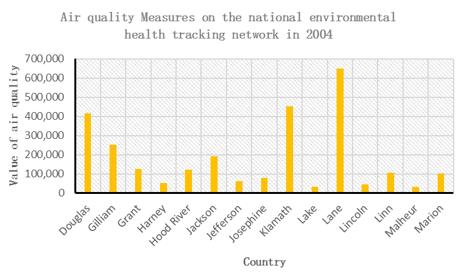 Air quality Measures on the national environmental
health tracking network in 2004
Value of air quality
700,000
600,000
500,000
400,000
300,000
200,000
100,000
0
Douglas
Gilliam
Grant
Harney
Hood River
Jackson
Jefferson
Josephine
Klamath
Lake
Lane
Lincoln
Linn
Malheur
Marion
Country